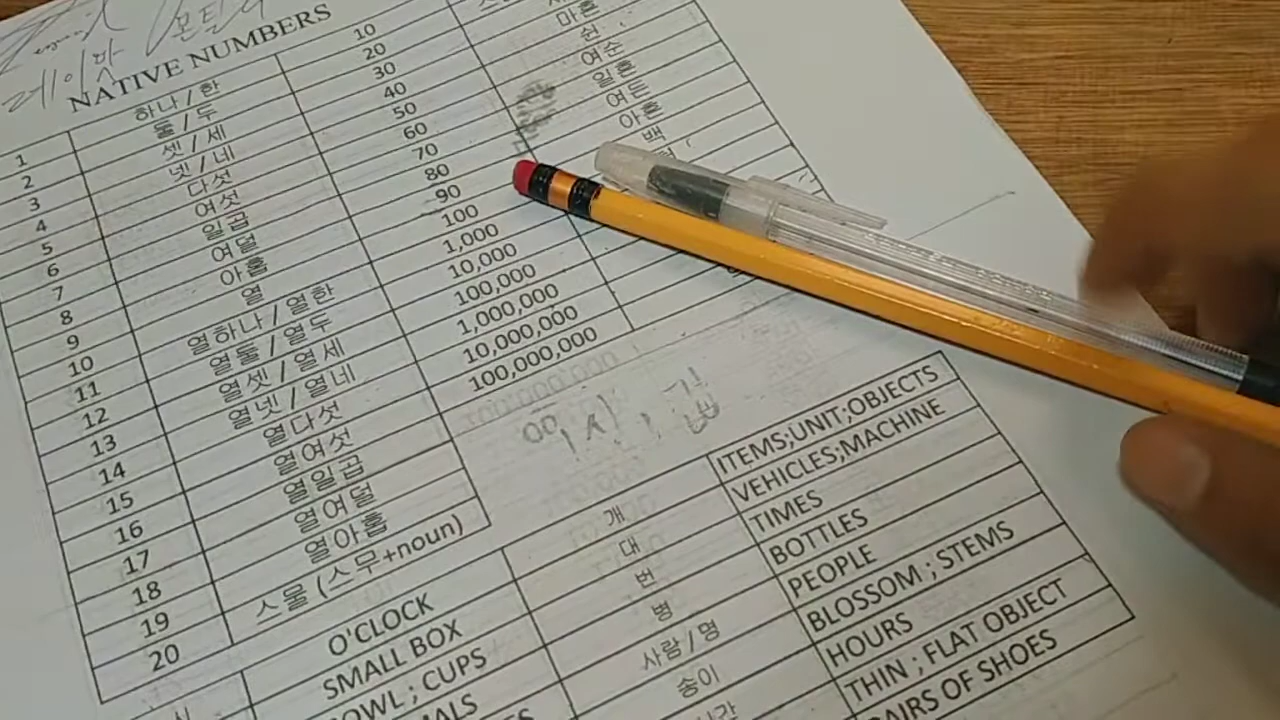 NATIVE NUMBERS
1 하나 / 한
2 둘 / 두
3 셋 / 세
4 넷 / 네
5 다섯
6 여섯
7 일곱
8 여덟
9 아홉
10 열
11 열하나 / 열한
12 열둘 / 열두
13 열셋 / 열세
14 열넷 / 열네
15 열다섯
16 열여섯
17 열일곱
18 열여덟
19 열아홉
20 스물 (스무+noun)
10
20
30
40 마흔
50 쉰
60 여순
70 일흔
80 여든
90 아흔
100 백
1,000
10,000
100,000
1,000,000
10,000,000
100,000,000
시 O'CLOCK
SMALL BOX
BOWL ; CUPS
개 ITEMS;UNIT;OBJECTS
대 VEHICLES;MACHINE
번 TIMES
병 BOTTLES
사람 / 명 PEOPLE
송이 BLOSSOM ; STEMS
시간 HOURS
THIN ; FLAT OBJECT
PAIRS OF SHOES